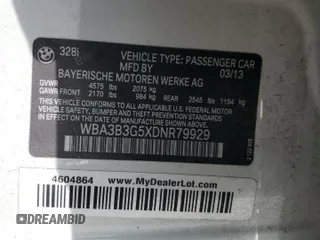 328i
VEHICLE TYPE: PASSENGER CAR
03/13
BAYERISCHE MOTOREN WERKE AG
GVWR 4575 lbs 2075 kg
GAWR FRONT 2170 lbs 984 kg GAWR REAR 2545 lbs 1154 kg
THIS VEHICLE CONFORMS TO ALL APPLICABLE FEDERAL MOTOR
VEHICLE SAFETY, BUMPER AND THEFT PREVENTION STANDARDS
IN EFFECT ON THE DATE OF MANUFACTURE SHOWN ABOVE.
WBA3B3G5XDNR79929
4604864
www.MyDealerLot.com
DREAMBID